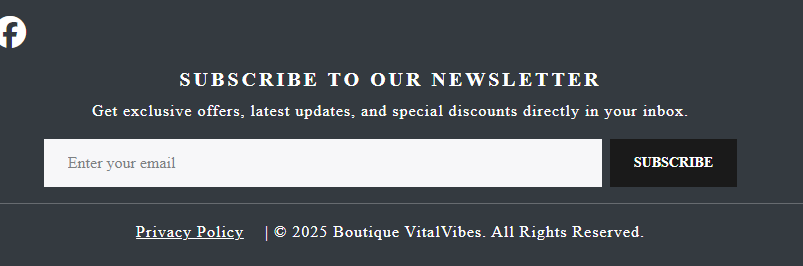 SUBSCRIBE TO OUR NEWSLETTER
Get exclusive offers, latest updates, and special discounts directly in your inbox.
Enter your email SUBSCRIBE
Privacy Policy | © 2025 Boutique VitalVibes. All Rights Reserved.